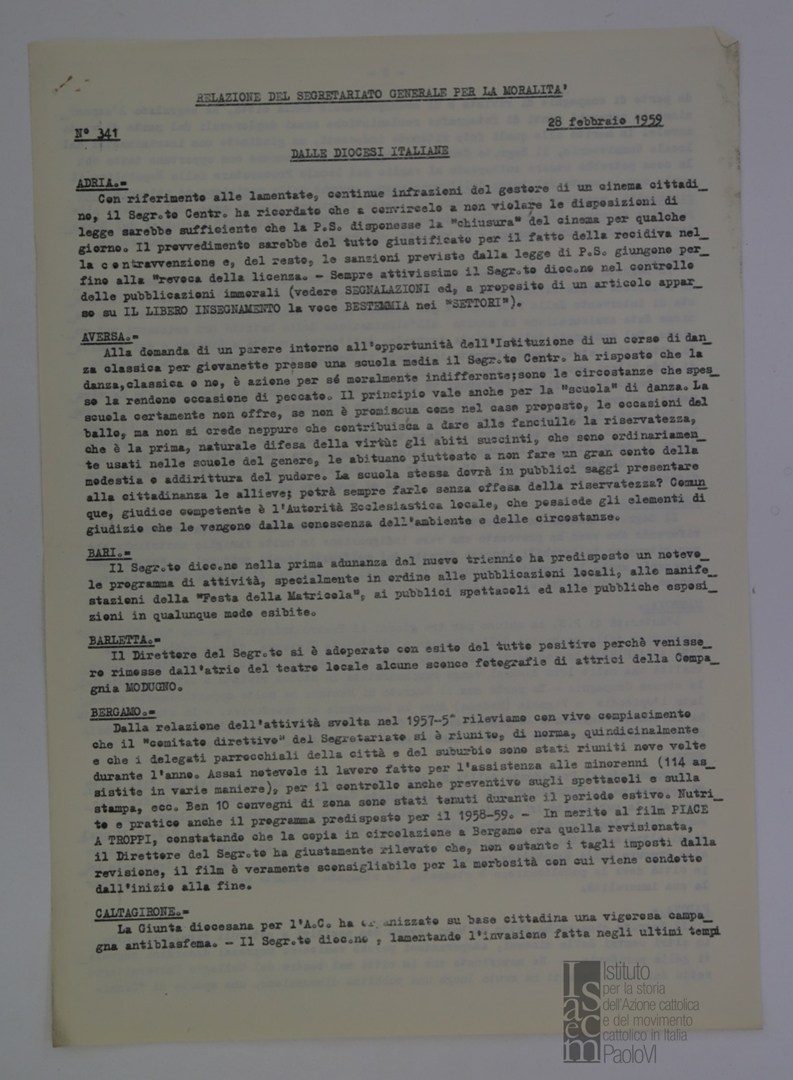 RELAZIONE DEL SEGRETARIATO GENERALE PER LA MORALITA'
N° 341
28 febbraio 1959
DALLE DIOCESI ITALIANE
ADRIA.=
Con riferimento alle lamentate, continue infrazioni del gestore di un cinema cittadi_
no, il Segr.to Centr. ha ricordato che a convircelo a non violare le disposizioni di
legge sarebbe sufficiente che la P.S. disponesse la "chiusura" del cinema per qualche
giorno. Il provvedimento sarebbe del tutto giustificato per il fatto della recidiva nel_
la contravvenzione e, del resto, le sanzioni previste dalla legge di P.S. giungono per_
fino alla "revoca della licenza. - Sempre attivissimo il Segr.to dioc.no nel controllo
delle pubblicazioni immorali (vedere SEGNALAZIONI ed, a proposito di un articolo appar_
so su IL LIBERO INSEGNAMENTO la voce BESTEMMIA nei "SETTORI").
AVERSA.=
Alla domanda di un parere intorno all'opportunità dell'Istituzione di un corso di dan_
za classica per giovanette presso una scuola media il Segr.to Centr. ha risposto che la
danza,classica o no, è azione per sé moralmente indifferente;sono le circostanze che spes_
so la rendono occasione di peccato. Il principio vale anche per la "scuola" di danza. La
scuola certamente non offre, se non è promiscua come nel caso proposto, le occasioni del
ballo, ma non si crede neppure che contribuisca a dare alle fanciulle la riservatezza,
che è la prima, naturale difesa della virtù: gli abiti succinti, che sono ordinariamen_
te usati nelle scuole del genere, le abituano piuttosto a non fare un gran conto della
modestia o addirittura del pudore. La scuola stessa dovrà in pubblici saggi presentare
alla cittadinanza le allieve; potrà sempre farlo senza offesa della riservatezza? Comun_
que, giudice competente è l'Autorità Ecclesiastica locale, che possiede gli elementi di
giudizio che le vengono dalla conoscenza dell'ambiente e delle circostanze.
BARI.=
Il Segr.to dioc.no nella prima adunanza del nuovo triennio ha predisposto un notevo_
le programma di attività, specialmente in ordine alle pubblicazioni locali, alle manife_
stazioni della "Festa della Matricola", ai pubblici spettacoli ed alle pubbliche esposi_
zioni in qualunque modo esibite.
BARLETTA.=
Il Direttore del Segr.to si è adoperato con esito del tutto positivo perchè venisse_
ro rimosse dall'atrio del teatro locale alcune sconce fotografie di attrici della Compa_
gnia MODUGNO.
BERGAMO.=
Dalla relazione dell'attività svolta nel 1957-5 rileviamo con vivo compiacimento
che il "comitato direttivo" del Segretariato si è riunito, di norma, quindicinalmente
e che i delegati parrocchiali della città e del suburbio sono stati riuniti nove volte
durante l'anno. Assai notevole il lavoro fatto per l'assistenza alle minorenni (114 as_
sistite in varie maniere), per il controllo anche preventivo sugli spettacoli e sulla
stampa, ecc. Ben 10 convegni di zona sono stati tenuti durante il periodo estivo. Nutri_
to e pratico anche il programma predisposto per il 1958-59. - In merito al film PIACE
A TROPPI, constatando che la copia in circolazione a Bergamo era quella revisionata,
il Direttore del Segr.to ha giustamente rilevato che, non ostante i tagli imposti dalla
revisione, il film è veramente sconsigliabile per la morbosità con cui viene condotto
dall'inizio alla fine.
CALTAGIRONE.=
La Giunta diocesana per l'A.C. ha organizzato su base cittadina una vigorosa campa_
gna antiblasfema. - Il Segr.to dioc.no , lamentando l'invasione fatta negli ultimi tempi
Isacem
Istituto
per la storia
dell'Azione cattolica
e del movimento
cattolico in Italia
PaoloVI